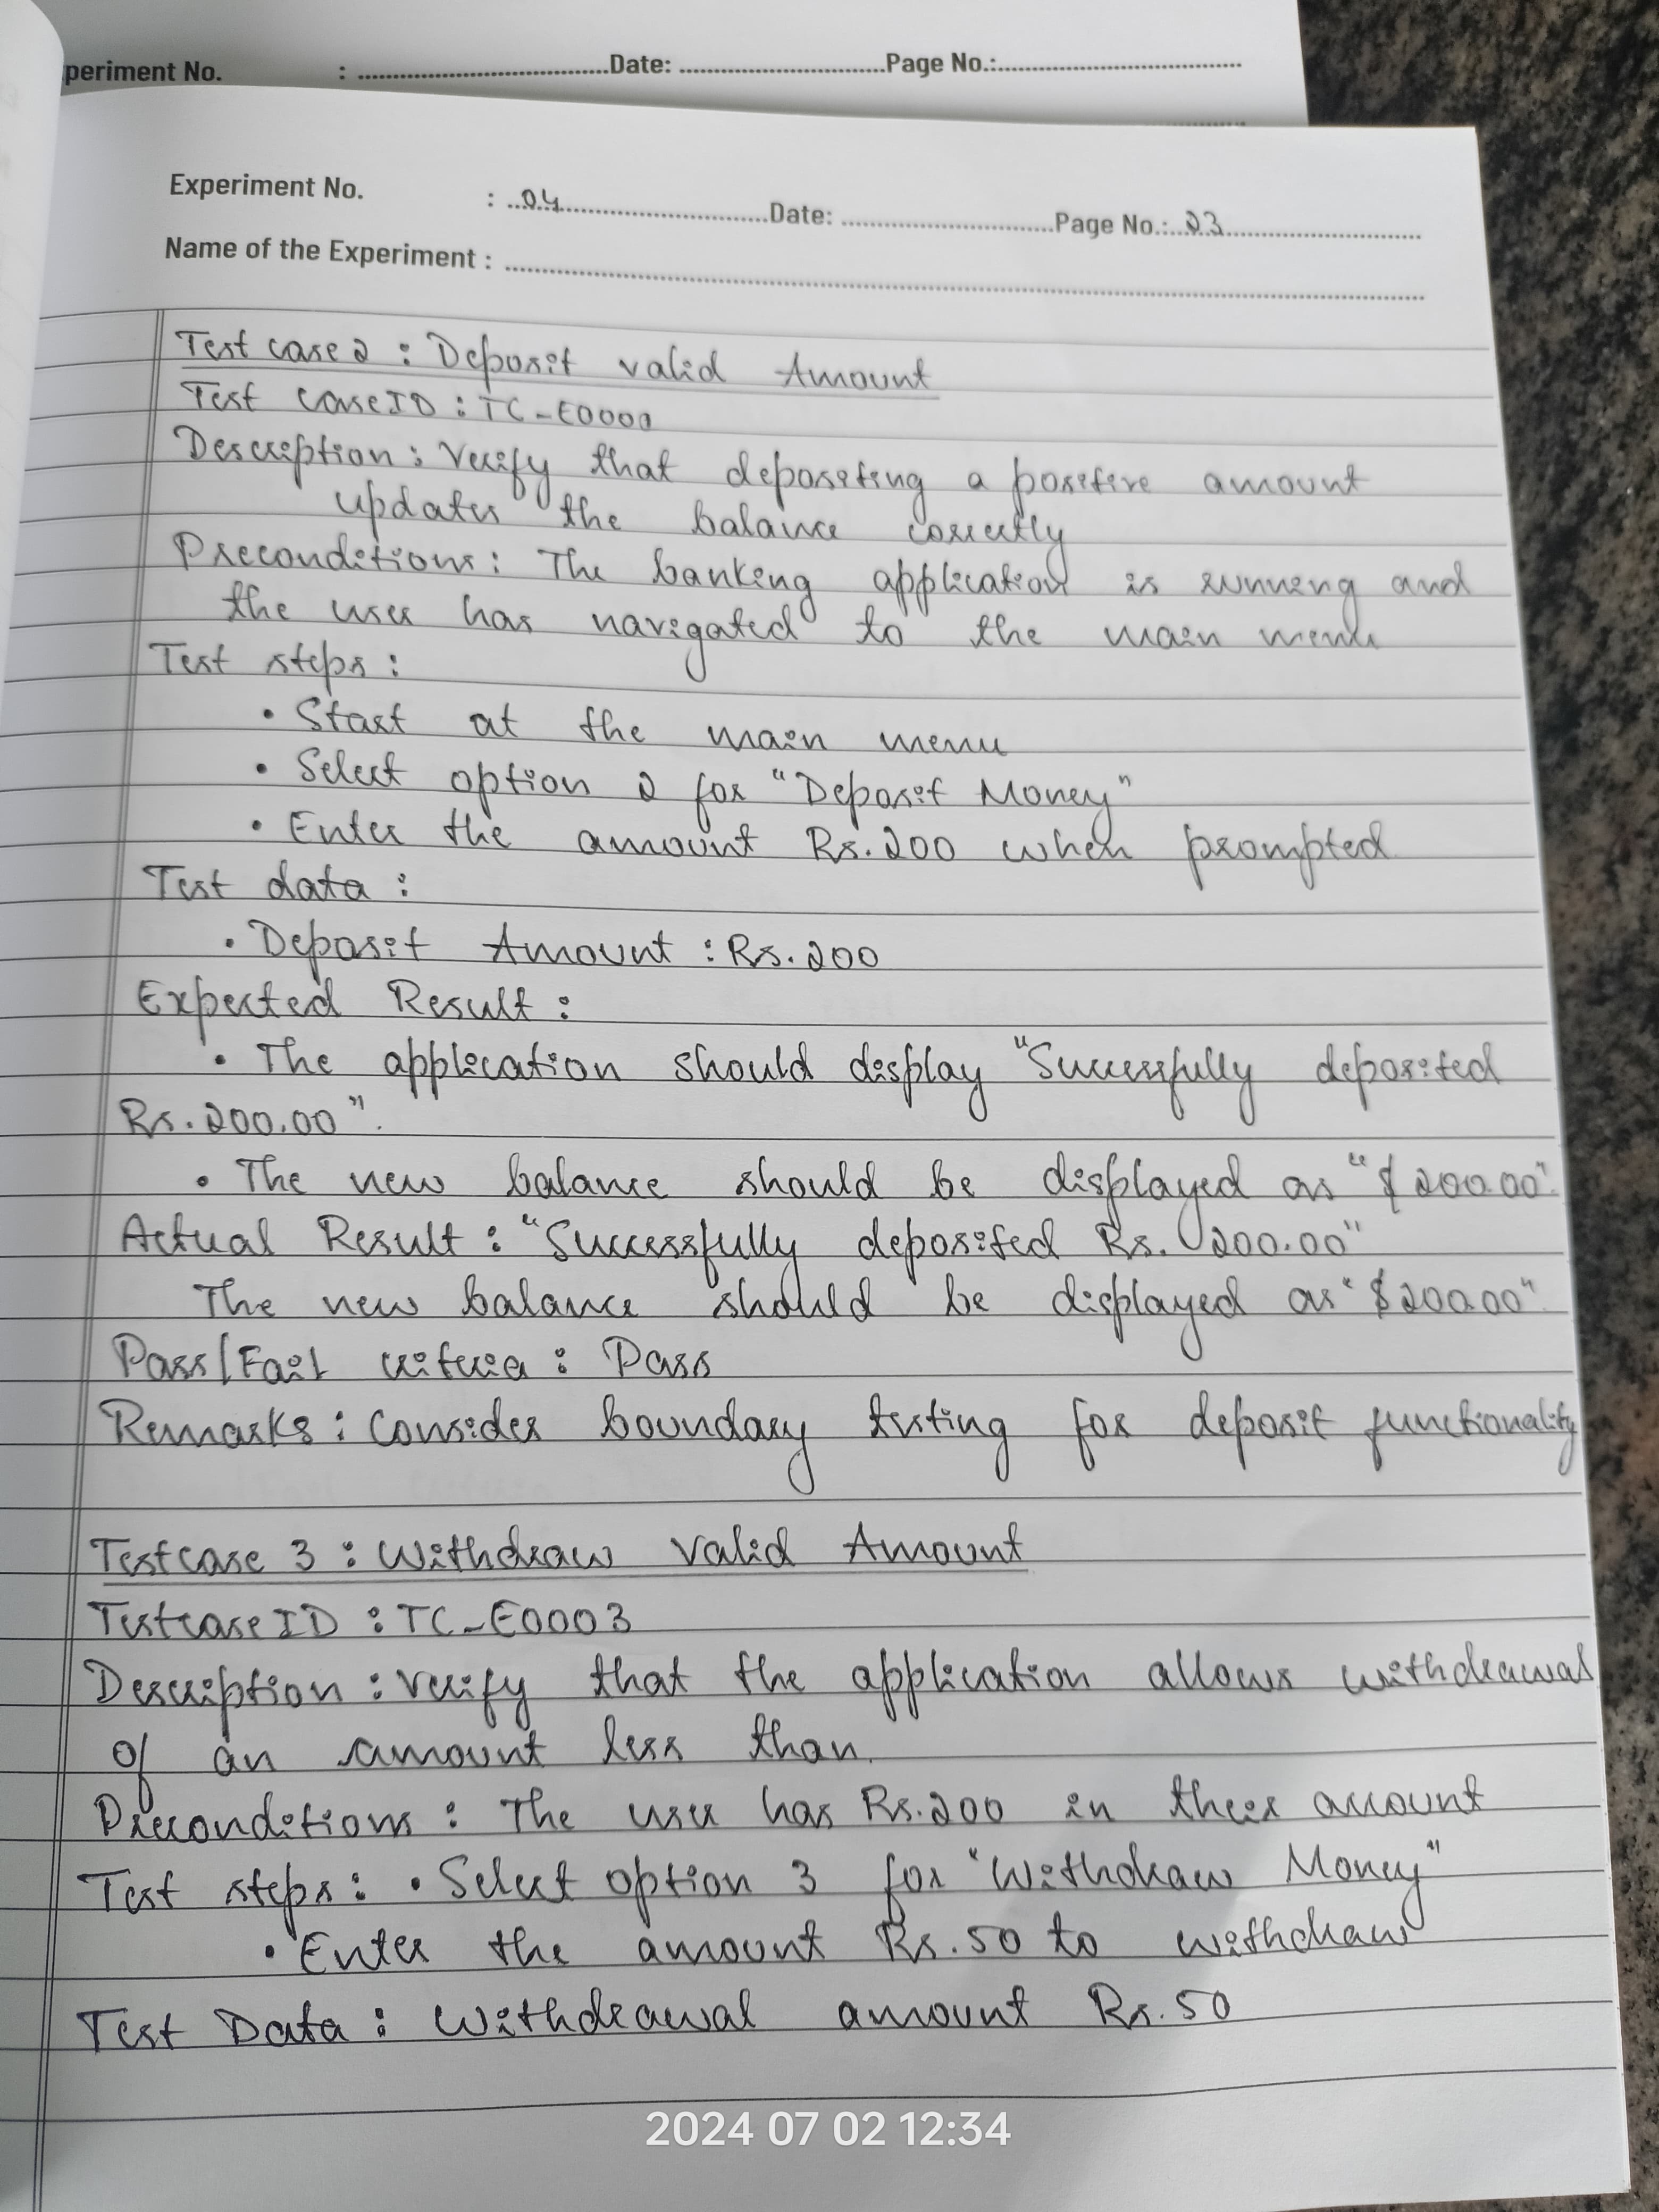 periment No. : Date: Page No.:
Experiment No. : 04 Date: Page No.: 23
Name of the Experiment :
Test case 2 : Deposit valid Amount
Test case ID : TC-E0002
Description : Verify that depositing a positive amount
updates the balance correctly
Preconditions : The banking application is running and
the user has navigated to the main menu
Test steps :
• Start at the main menu
• Select option 2 for "Deposit Money"
• Enter the amount Rs.200 when prompted
Test data :
• Deposit Amount : Rs.200
Expected Result :
• The application should display "Successfully deposited
Rs.200.00".
• The new balance should be displayed as "$200.00".
Actual Result : "Successfully deposited Rs. 200.00"
The new balance should be displayed as "$200.00".
Pass/Fail criteria : Pass
Remarks : Consider boundary testing for deposit functionality
Testcase 3 : Withdraw Valid Amount
Testcase ID : TC-E0003
Description : Verify that the application allows withdrawal
of an amount less than.
Preconditions : The user has Rs.200 in their account
Test steps : • Select option 3 for "Withdraw Money"
• Enter the amount Rs.50 to withdraw
Test Data : Withdrawal amount Rs.50
2024 07 02 12:34